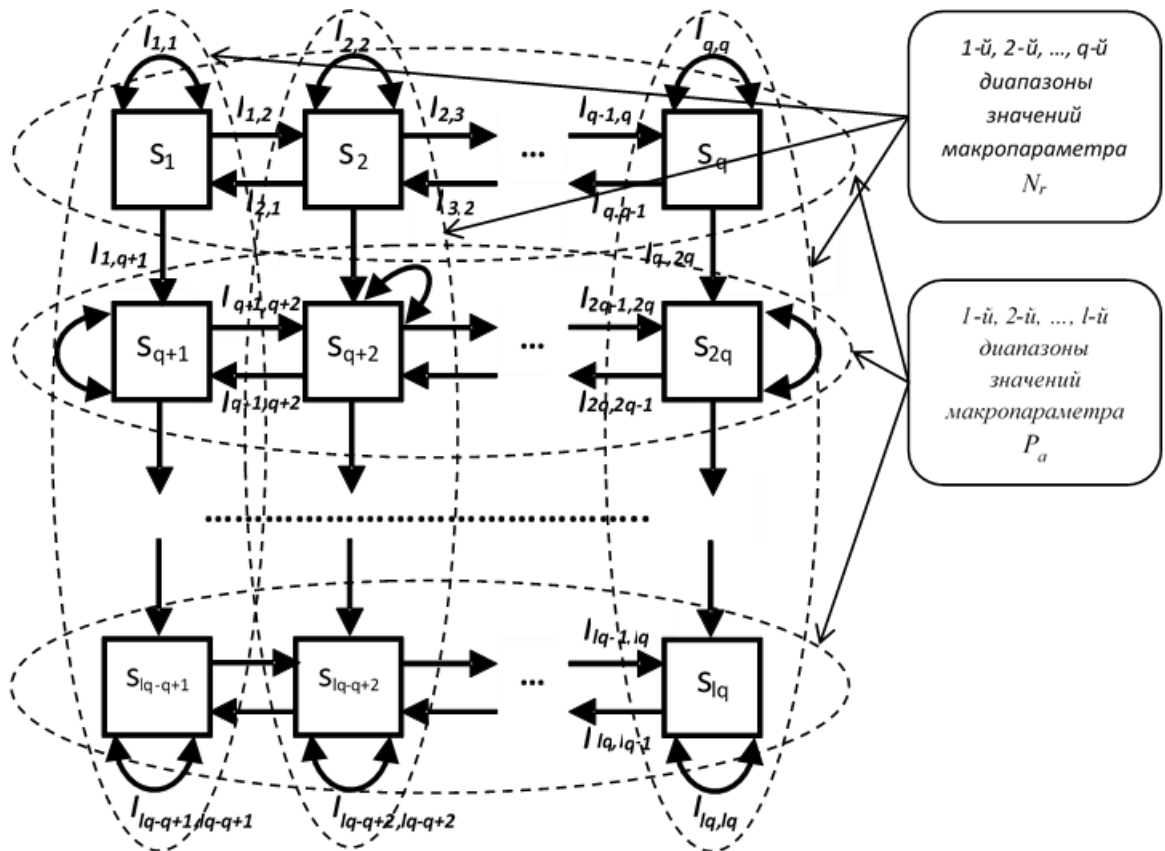 I1,1 I2,2 Iq,q
I1,2 I2,3 Iq-1,q
S1 S2 ... Sq
I2,1 I3,2 Iq,q-1
I1,q+1 Iq,2q
Iq+1,q+2 I2q-1,2q
Sq+1 Sq+2 ... S2q
Iq-1,q+2 I2q,2q-1
Ilq-1,lq
Slq-q+1 Slq-q+2 ... Slq
Ilq,lq-1
Ilq-q+1,lq-q+1 Ilq-q+2,lq-q+2 Ilq,lq
1-й, 2-й, ..., q-й
диапазоны
значений
макропараметра
Nr
1-й, 2-й, ..., l-й
диапазоны
значений
макропараметра
Pa